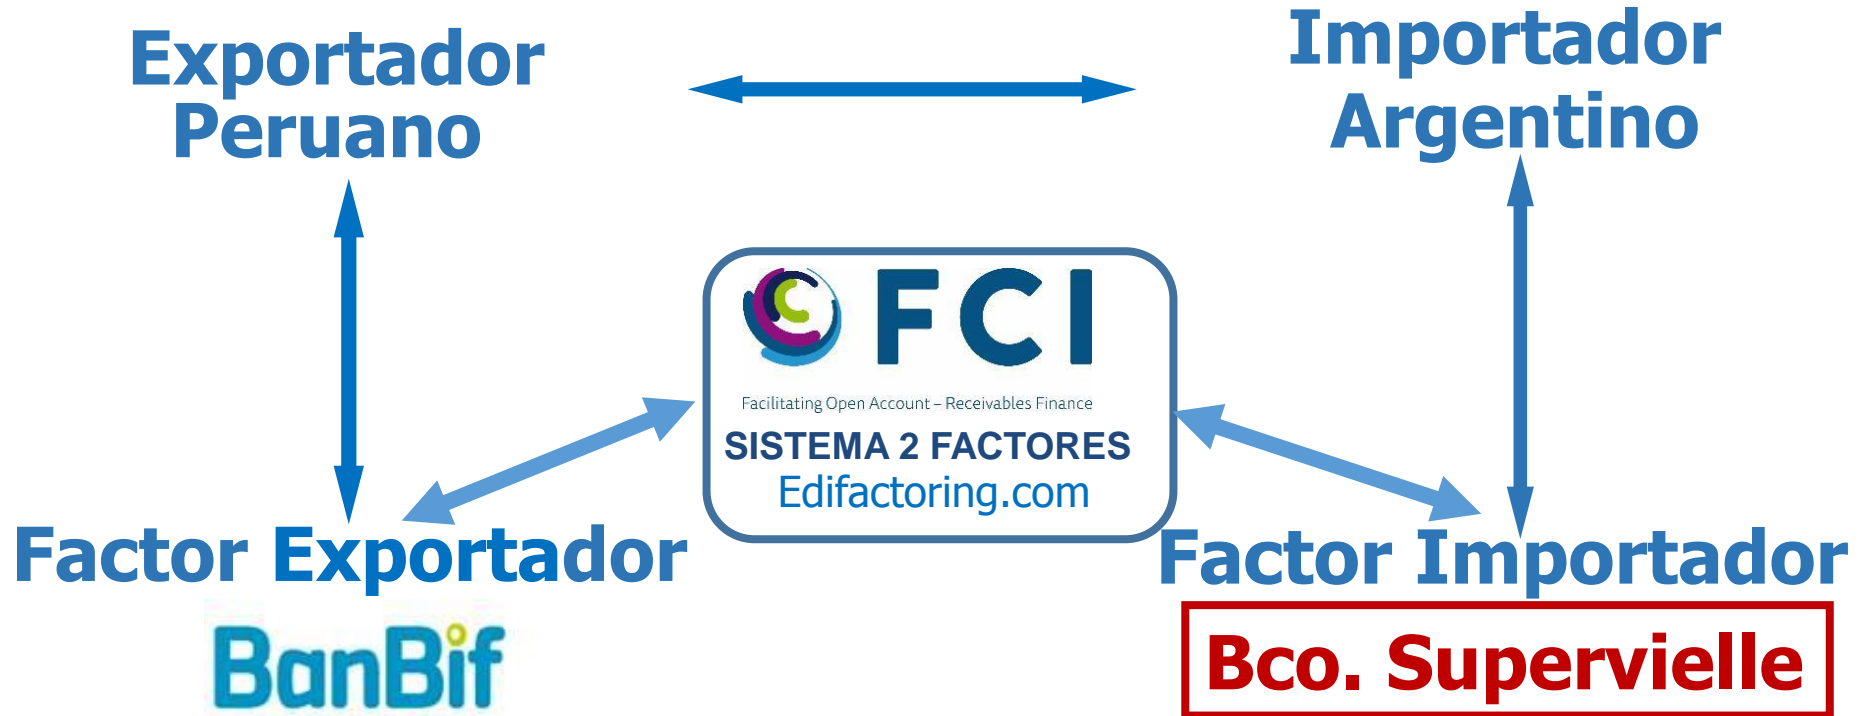 Exportador
Peruano
Importador
Argentino
FCI
Facilitating Open Account – Receivables Finance
SISTEMA 2 FACTORES
Edifactoring.com
Factor Exportador
BanBif
Factor Importador
Bco. Supervielle